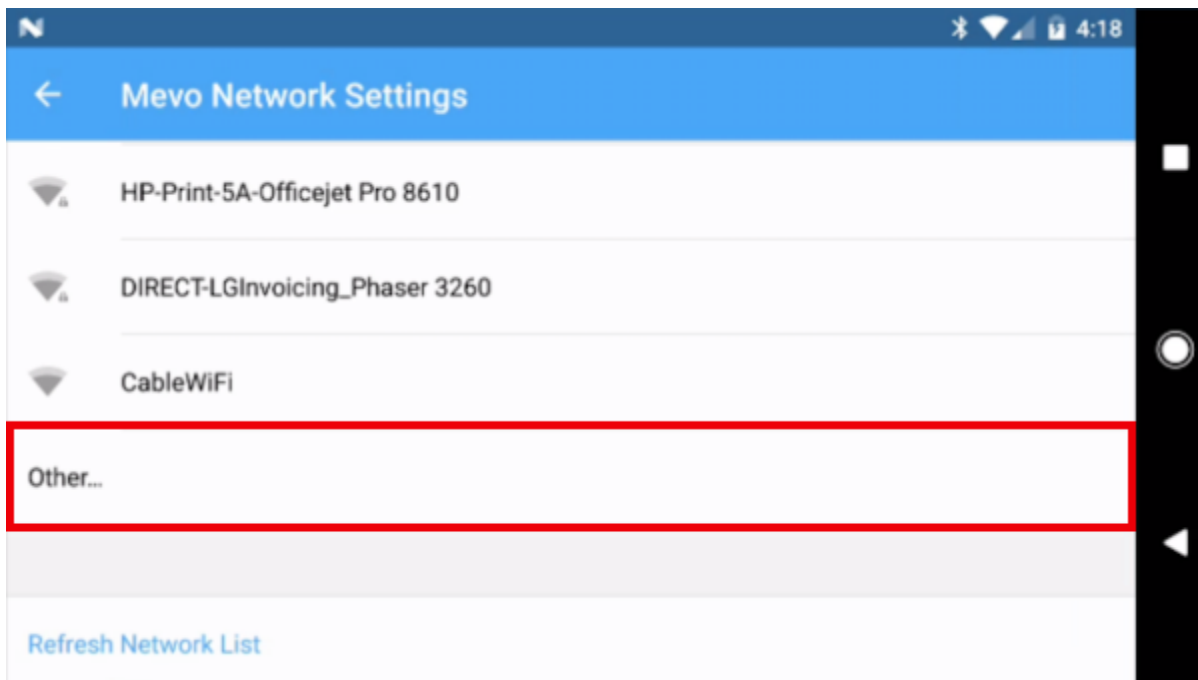 4:18
Mevo Network Settings
HP-Print-5A-Officejet Pro 8610
DIRECT-LGInvoicing_Phaser 3260
CableWiFi
Other...
Refresh Network List